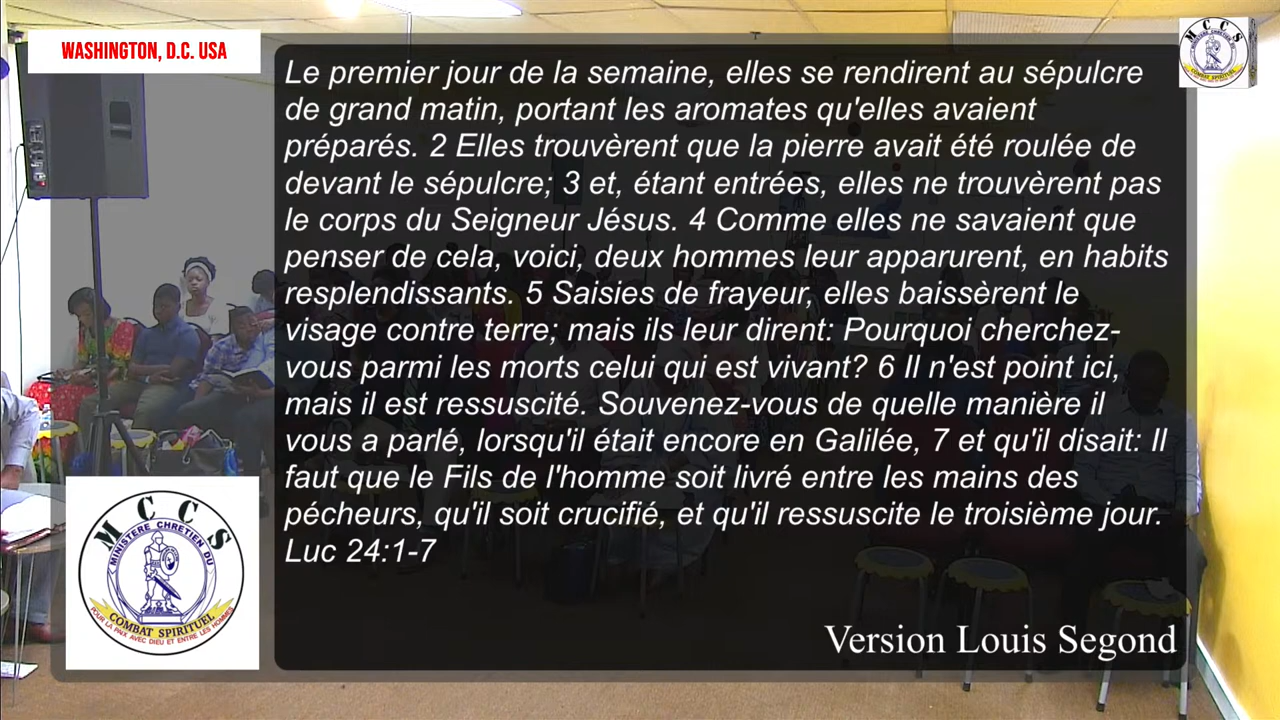 WASHINGTON, D.C. USA
MCCS
Le premier jour de la semaine, elles se rendirent au sépulcre
de grand matin, portant les aromates qu'elles avaient
préparés. 2 Elles trouvèrent que la pierre avait été roulée de
devant le sépulcre; 3 et, étant entrées, elles ne trouvèrent pas
le corps du Seigneur Jésus. 4 Comme elles ne savaient que
penser de cela, voici, deux hommes leur apparurent, en habits
resplendissants. 5 Saisies de frayeur, elles baissèrent le
visage contre terre; mais ils leur dirent: Pourquoi cherchez-
vous parmi les morts celui qui est vivant? 6 Il n'est point ici,
mais il est ressuscité. Souvenez-vous de quelle manière il
vous a parlé, lorsqu'il était encore en Galilée, 7 et qu'il disait: Il
faut que le Fils de l'homme soit livré entre les mains des
pécheurs, qu'il soit crucifié, et qu'il ressuscite le troisième jour.
Luc 24:1-7
Version Louis Segond
MCCS
MINISTERE CHRETIEN DU
COMBAT SPIRITUEL
POUR LA PAIX AVEC DIEU ET ENTRE LES HOMMES